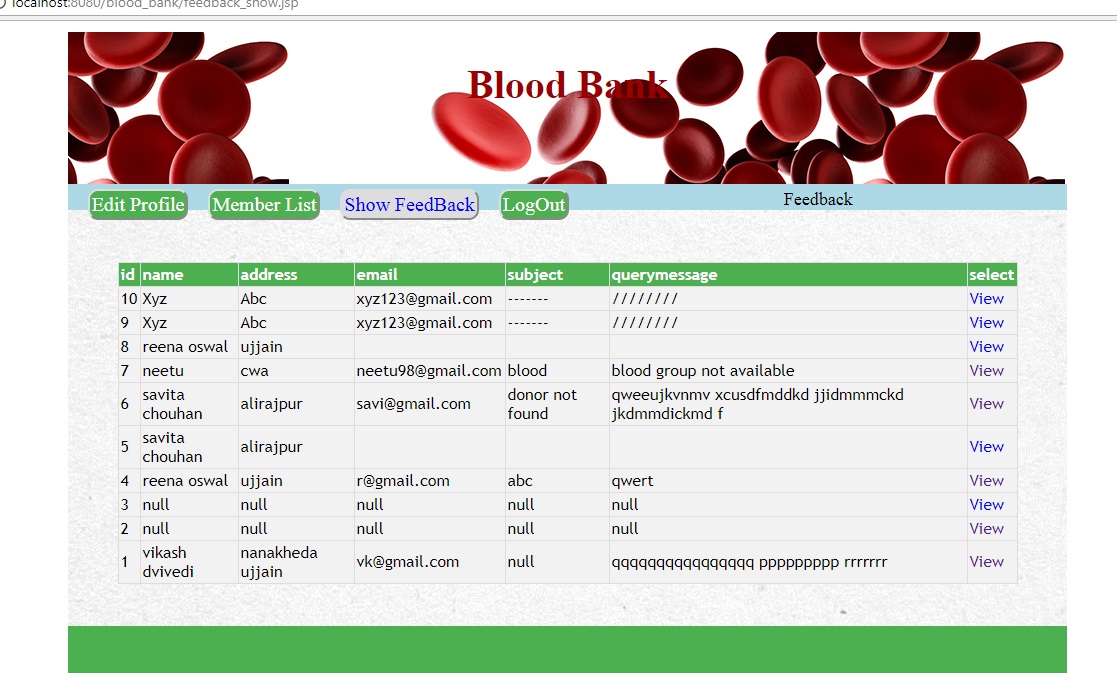 localhost:8080/blood_bank/feedback_show.jsp
Blood Bank
Edit Profile Member List Show FeedBack LogOut Feedback
id name address email subject querymessage select
10 Xyz Abc xyz123@gmail.com ------- //////// View
9 Xyz Abc xyz123@gmail.com ------- //////// View
8 reena oswal ujjain View
7 neetu cwa neetu98@gmail.com blood blood group not available View
6 savita chouhan alirajpur savi@gmail.com donor not found qweeujkvnmv xcusdfmddkd jjidmmmckd jkdmmdickmd f View
5 savita chouhan alirajpur View
4 reena oswal ujjain r@gmail.com abc qwert View
3 null null null null null View
2 null null null null null View
1 vikash dvivedi nanakheda ujjain vk@gmail.com null qqqqqqqqqqqqqqqq pppppppppp rrrrrrr View